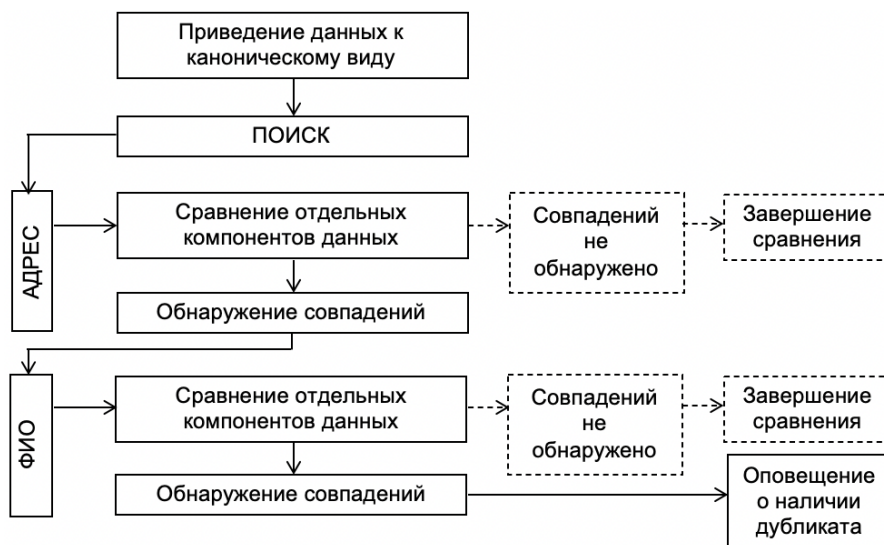 Приведение данных к
каноническому виду
ПОИСК
АДРЕС
Сравнение отдельных
компонентов данных
Совпадений
не
обнаружено
Завершение
сравнения
Обнаружение совпадений
ФИО
Сравнение отдельных
компонентов данных
Совпадений
не
обнаружено
Завершение
сравнения
Обнаружение совпадений
Оповещение
о наличии
дубликата